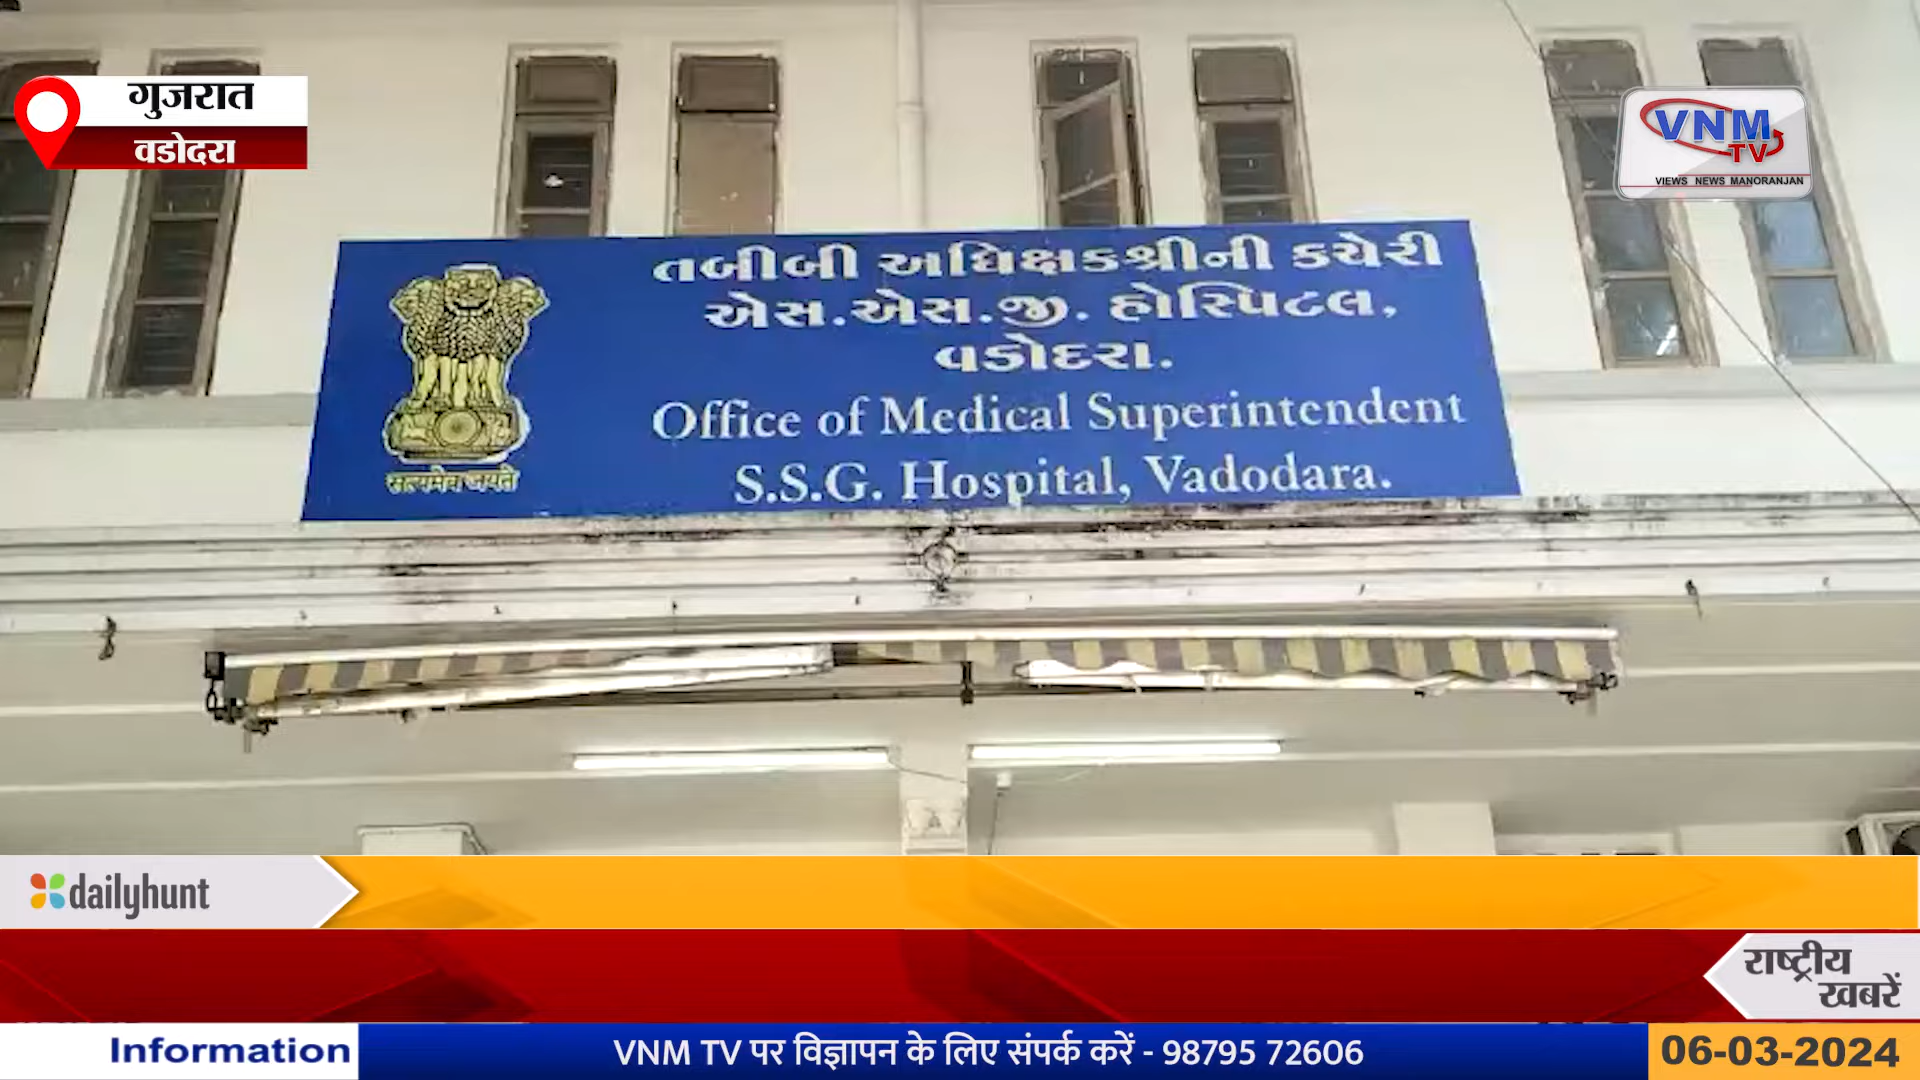 गुजरात
वडोदरा
VNM
TV
VIEWS NEWS MANORANJAN
તબીબી અધિક્ષકશ્રીની કચેરી
એસ.એસ.જી. હોસ્પિટલ,
વડોદરા.
Office of Medical Superintendent
S.S.G. Hospital, Vadodara.
सत्यमेव जयते
dailyhunt
राष्ट्रीय
खबरें
Information
VNM TV पर विज्ञापन के लिए संपर्क करें - 98795 72606
06-03-2024